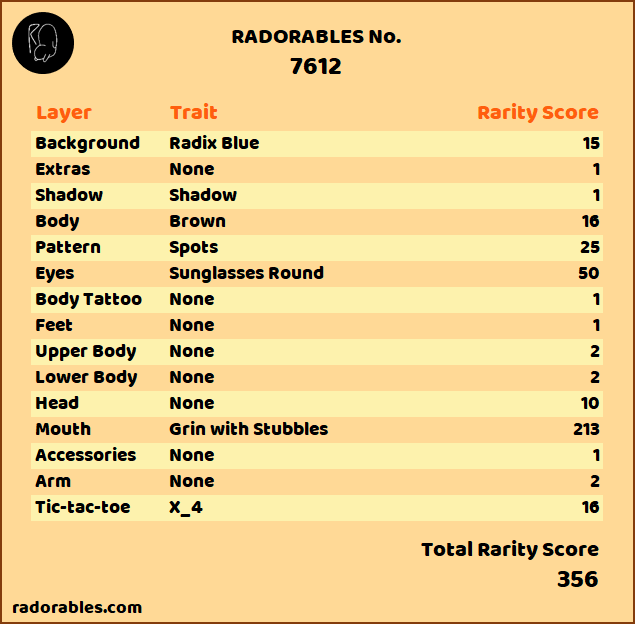 RADORABLES No.
7612
Layer Trait Rarity Score
Background Radix Blue 15
Extras None 1
Shadow Shadow 1
Body Brown 16
Pattern Spots 25
Eyes Sunglasses Round 50
Body Tattoo None 1
Feet None 1
Upper Body None 2
Lower Body None 2
Head None 10
Mouth Grin with Stubbles 213
Accessories None 1
Arm None 2
Tic-tac-toe X_4 16
Total Rarity Score
356
radorables.com